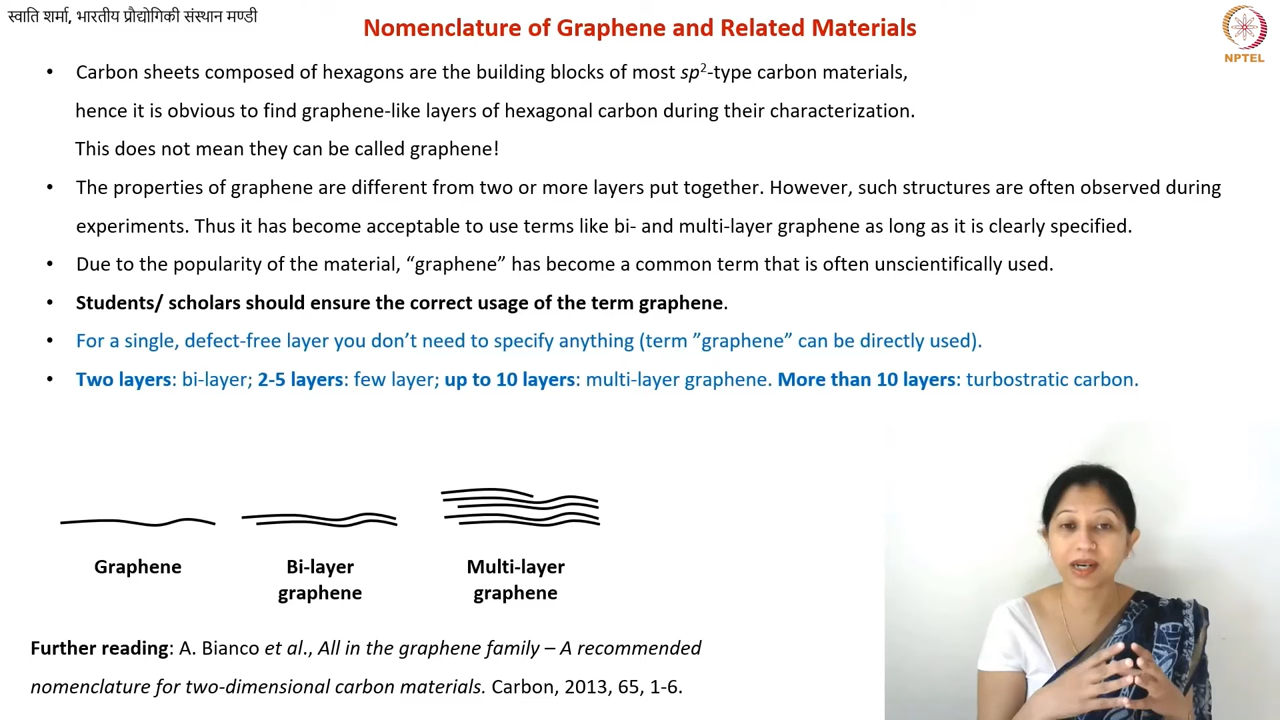 स्वाति शर्मा, भारतीय प्रौद्योगिकी संस्थान मण्डी
Nomenclature of Graphene and Related Materials
NPTEL
• Carbon sheets composed of hexagons are the building blocks of most sp²-type carbon materials,
hence it is obvious to find graphene-like layers of hexagonal carbon during their characterization.
This does not mean they can be called graphene!
• The properties of graphene are different from two or more layers put together. However, such structures are often observed during
experiments. Thus it has become acceptable to use terms like bi- and multi-layer graphene as long as it is clearly specified.
• Due to the popularity of the material, “graphene” has become a common term that is often unscientifically used.
• Students/ scholars should ensure the correct usage of the term graphene.
• For a single, defect-free layer you don’t need to specify anything (term ”graphene” can be directly used).
• Two layers: bi-layer; 2-5 layers: few layer; up to 10 layers: multi-layer graphene. More than 10 layers: turbostratic carbon.
Graphene
Bi-layer
graphene
Multi-layer
graphene
Further reading: A. Bianco et al., All in the graphene family – A recommended
nomenclature for two-dimensional carbon materials. Carbon, 2013, 65, 1-6.